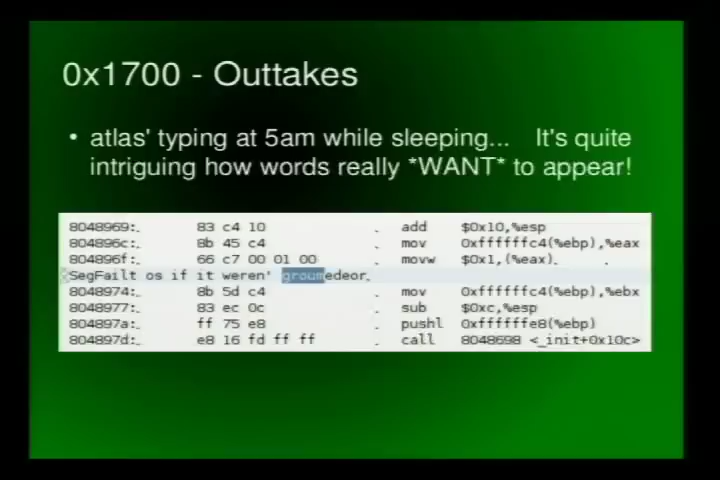 0x1700 - Outtakes
• atlas' typing at 5am while sleeping... It's quite
intriguing how words really *WANT* to appear!
8048969:. 83 c4 10 . add $0x10,%esp
804896c:. 8b 45 c4 . mov 0xffffffc4(%ebp),%eax
804896f:. 66 c7 00 01 00 . movw $0x1,(%eax). .
SegFailt os if it weren' groumedeor.
8048974:. 8b 5d c4 . mov 0xffffffc4(%ebp),%ebx
8048977:. 83 ec 0c . sub $0xc,%esp
804897a:. ff 75 e8 . pushl 0xffffffe8(%ebp)
804897d:. e8 16 fd ff ff . call 8048698 <_init+0x10c>